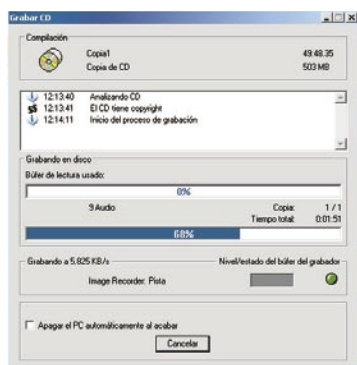 Grabar CD
Compilación
Copia1 49:48.35
Copia de CD 503 MB
12:13:40 Analizando CD
12:13:41 El CD tiene copyright
12:14:11 Inicio del proceso de grabación
Grabando en disco
Búfer de lectura usado:
0%
9 Audio Copia: 1 / 1
Tiempo total: 0:01:51
68%
Grabando a 5.825 KB/s Nivel/estado del búfer del grabador
Image Recorder. Pista
Apagar el PC automáticamente al acabar
Cancelar